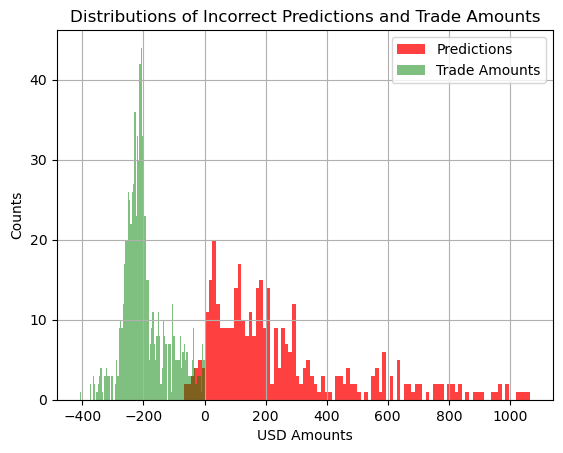 Distributions of Incorrect Predictions and Trade Amounts
Predictions
Trade Amounts
Counts
40
30
20
10
0
−400
−200
0
200
400
600
800
1000
USD Amounts